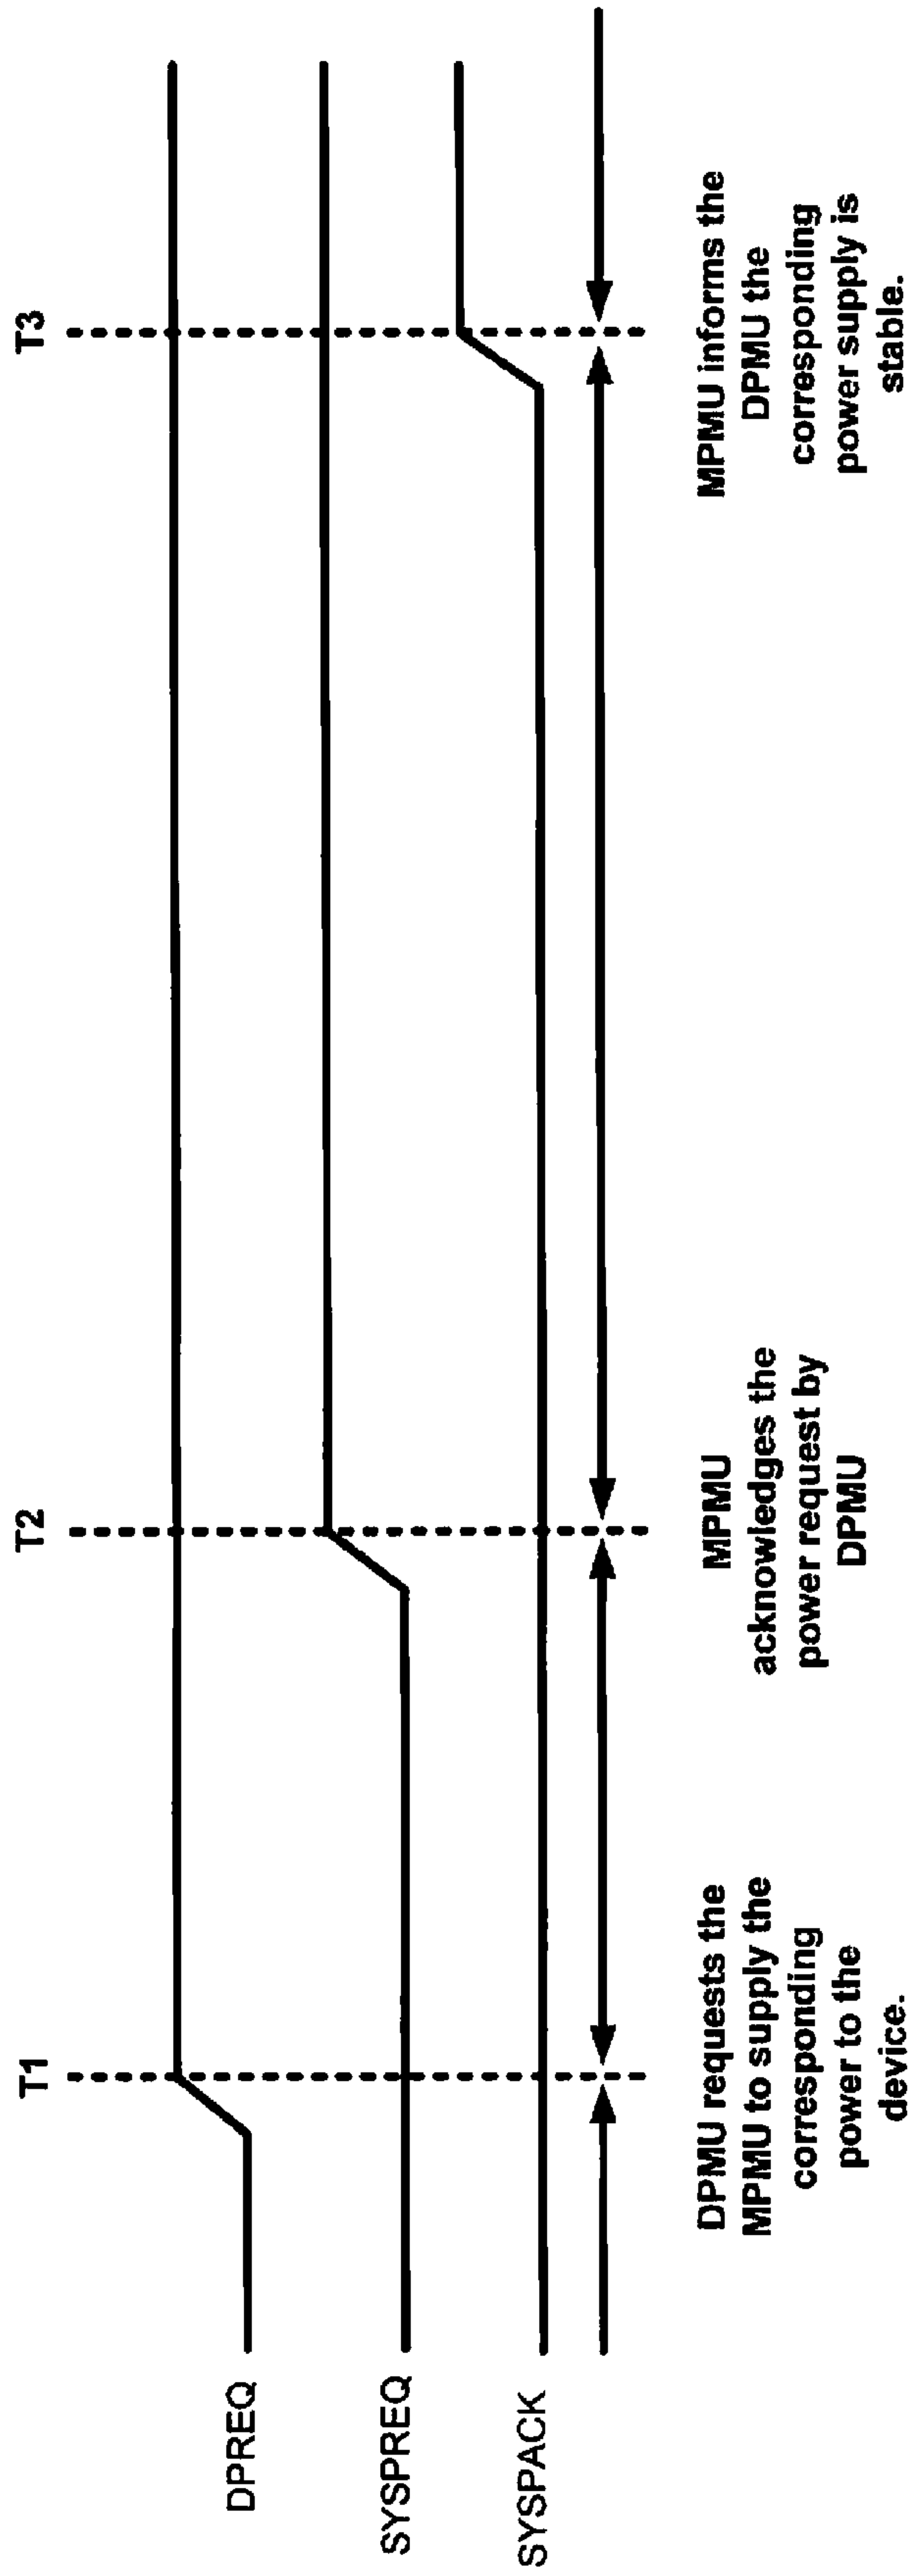 T1
T2
T3
DPREQ
SYSPREQ
SYSPACK
DPMU requests the
MPMU to supply the
corresponding
power to the
device.
MPMU
acknowledges the
power request by
DPMU
MPMU informs the
DPMU the
corresponding
power supply is
stable.